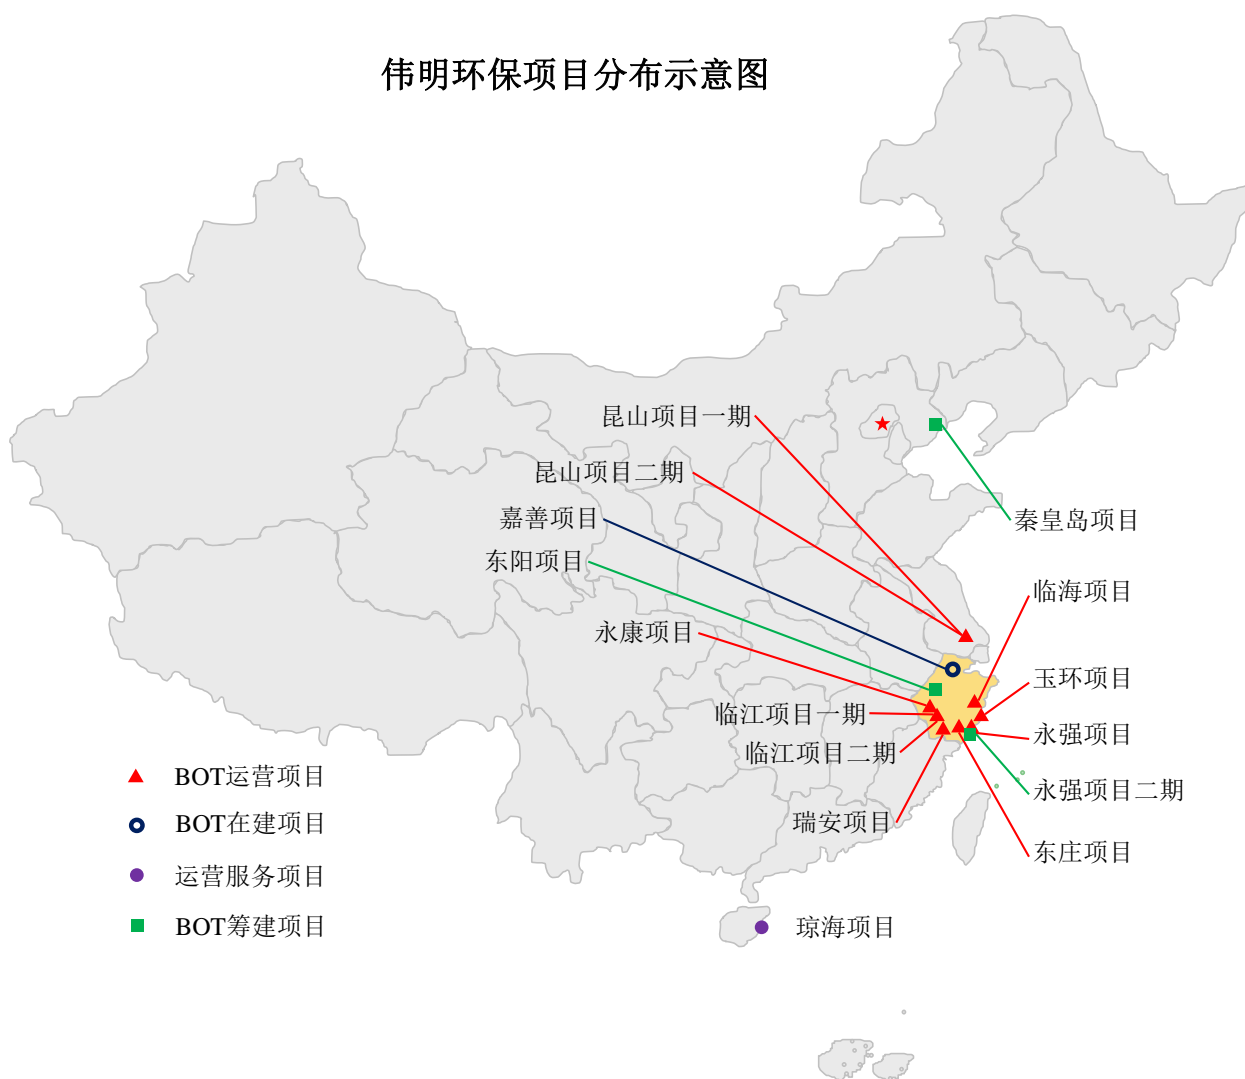 伟明环保项目分布示意图
昆山项目一期
昆山项目二期
嘉善项目
秦皇岛项目
东阳项目
临海项目
永康项目
玉环项目
临江项目一期
永强项目
临江项目二期
BOT运营项目
永强项目二期
BOT在建项目
瑞安项目
东庄项目
运营服务项目
BOT筹建项目
琼海项目